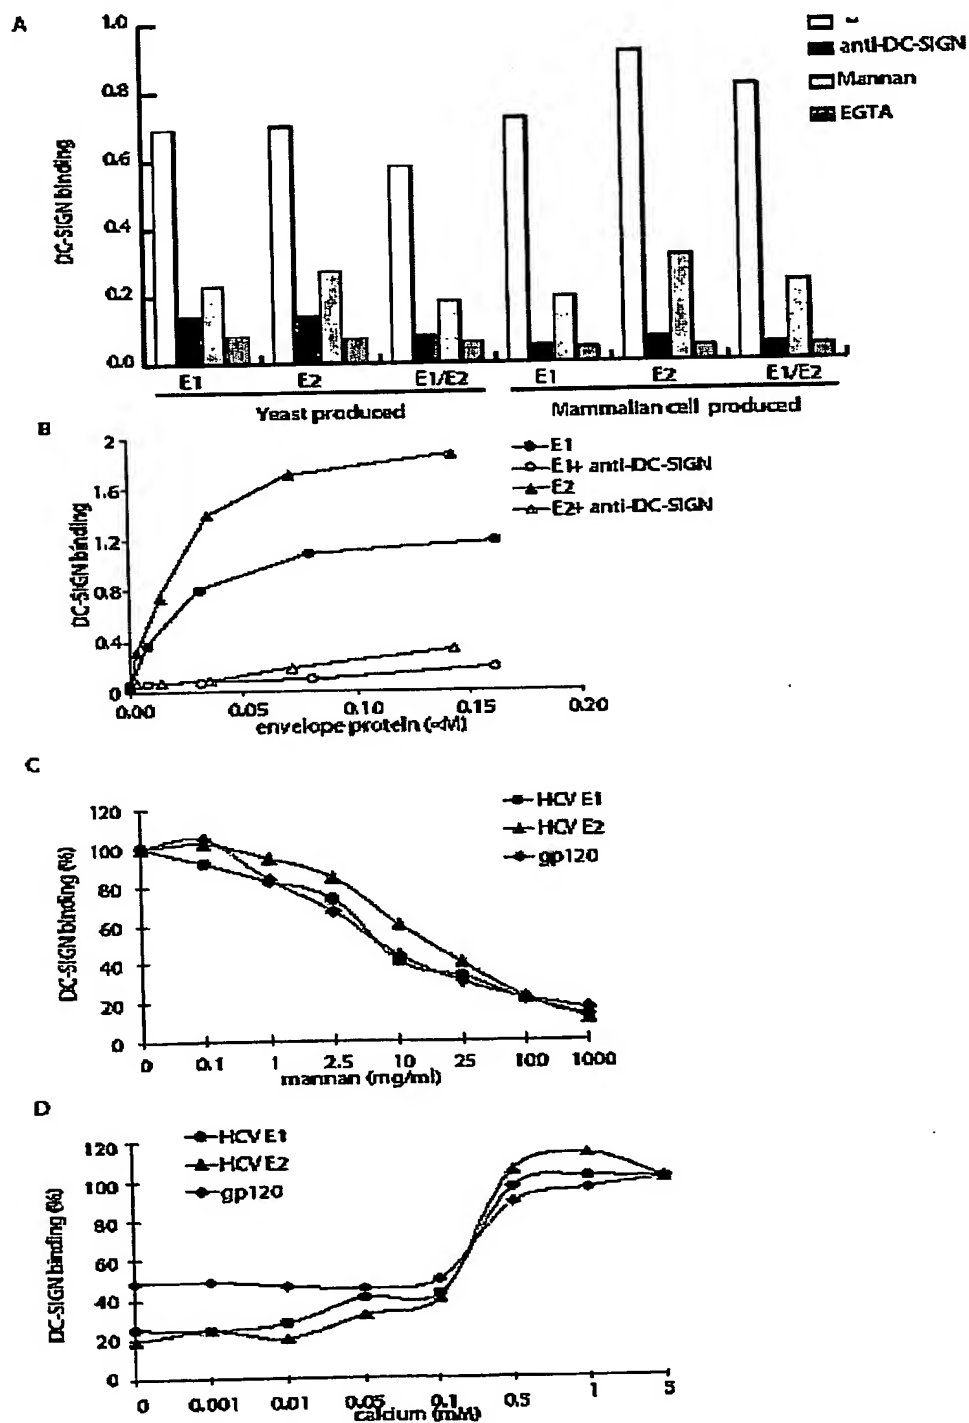 A
1.0
0.8
0.6
0.4
0.2
0.0
DC-SIGN binding
anti-DC-SIGN
Mannan
EGTA
E1 E2 E1/E2 E1 E2 E1/E2
Yeast produced Mammalian cell produced
B
2
1.6
1.2
0.8
0.4
0
DC-SIGN binding
E1
E1+ anti-DC-SIGN
E2
E2+ anti-DC-SIGN
0.00 0.05 0.10 0.15 0.20
envelope protein (M)
C
120
100
80
60
40
20
0
DC-SIGN binding (%)
HCV E1
HCV E2
gp120
0 0.1 1 2.5 10 25 100 1000
mannan (mg/ml)
D
120
100
80
60
40
20
0
DC-SIGN binding (%)
HCV E1
HCV E2
gp120
0 0.001 0.01 0.05 0.1 0.5 1 5
calcium (mM)